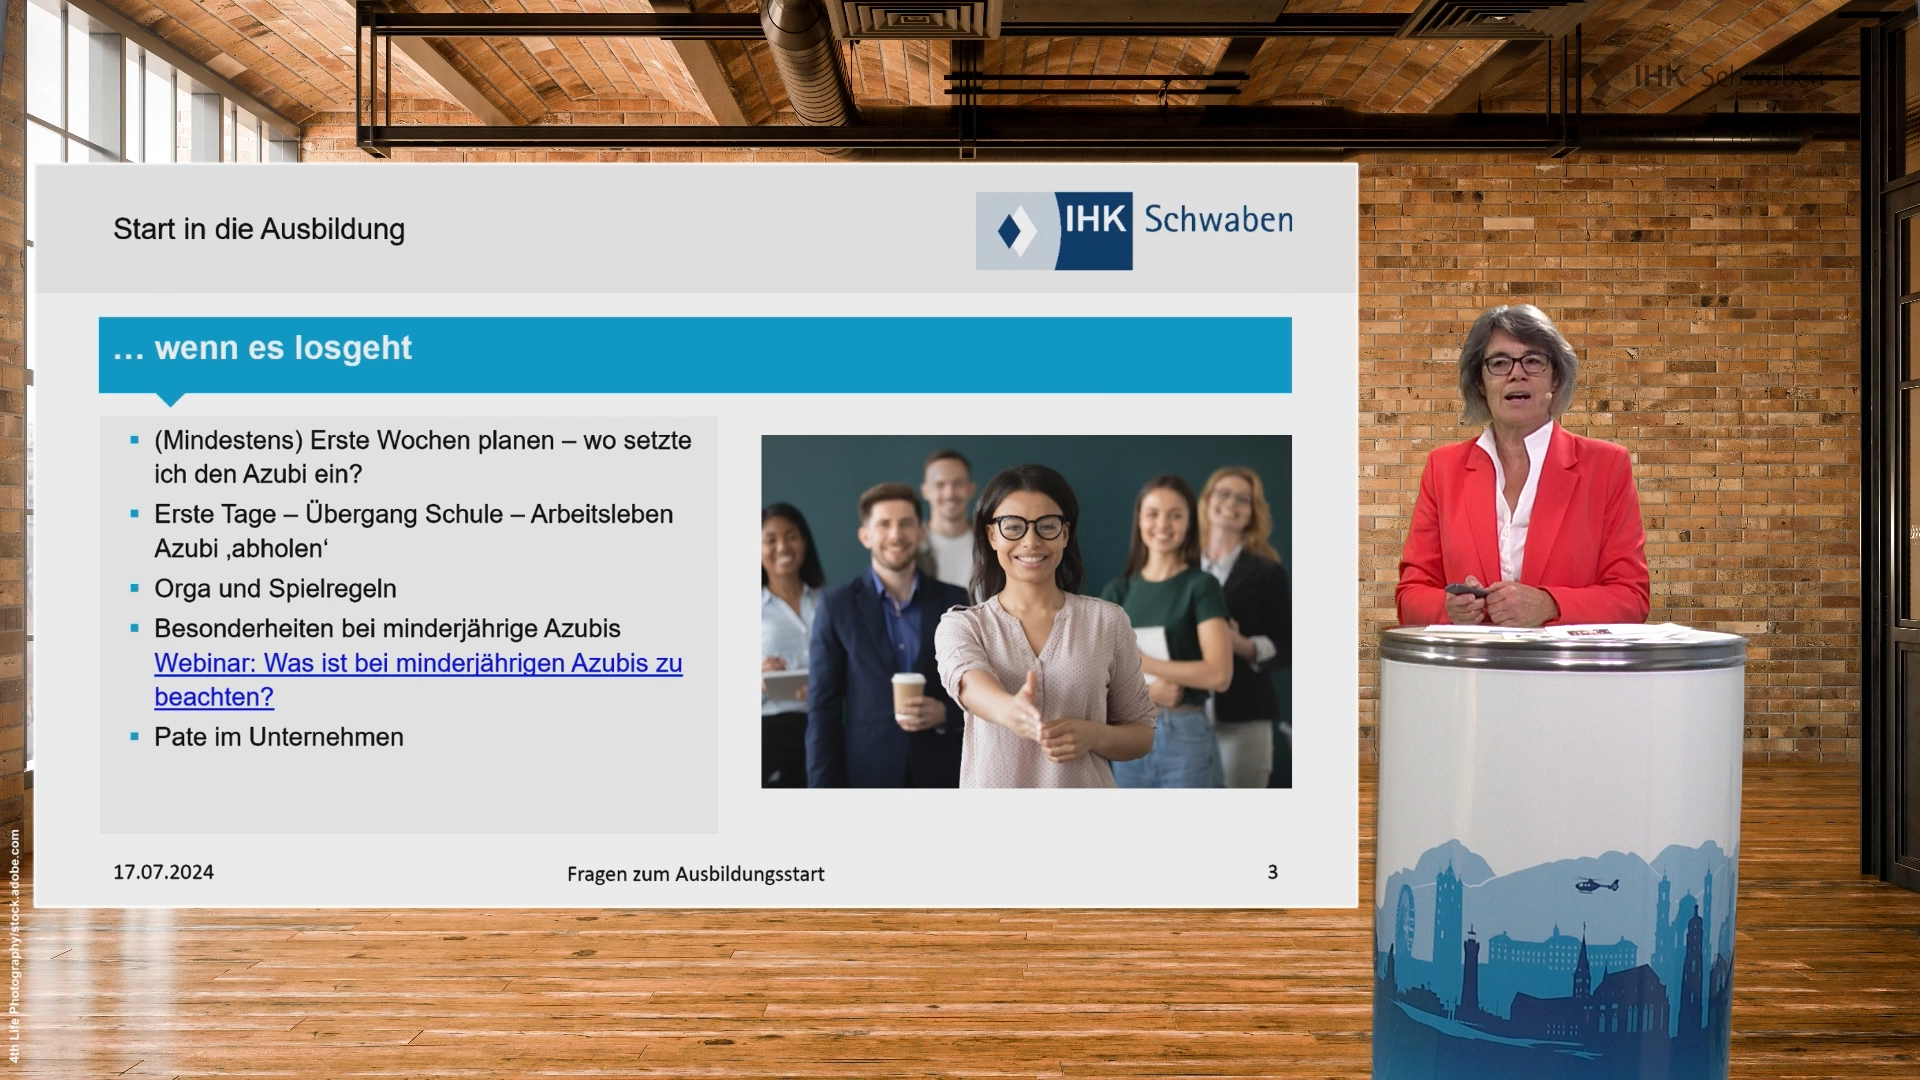 IHK Schwaben
Start in die Ausbildung
IHK Schwaben
... wenn es losgeht
(Mindestens) Erste Wochen planen – wo setzte
ich den Azubi ein?
Erste Tage – Übergang Schule – Arbeitsleben
Azubi ‚abholen‘
Orga und Spielregeln
Besonderheiten bei minderjährige Azubis
Webinar: Was ist bei minderjährigen Azubis zu
beachten?
Pate im Unternehmen
17.07.2024
Fragen zum Ausbildungsstart
3
4th Life Photography/stock.adobe.com